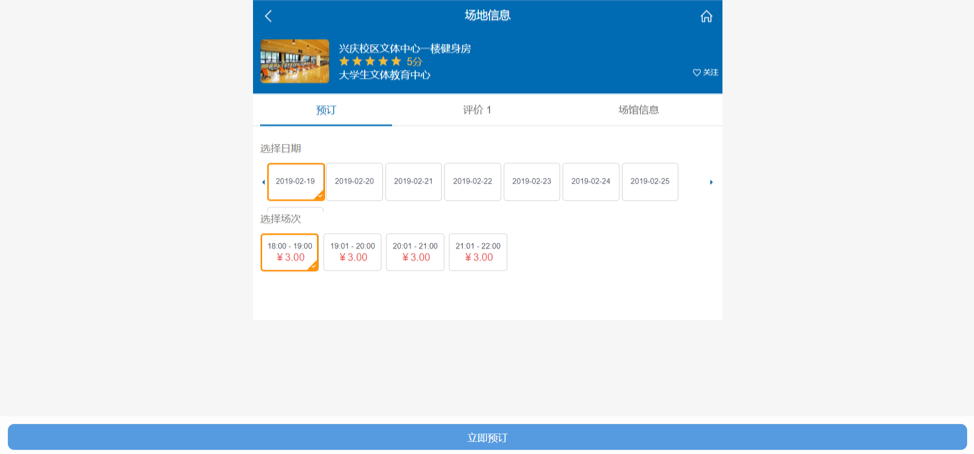 场地信息
兴庆校区文体中心一楼健身房
5分
大学生文体教育中心
关注
预订
评价 1
场馆信息
选择日期
2019-02-19
2019-02-20
2019-02-21
2019-02-22
2019-02-23
2019-02-24
2019-02-25
选择场次
18:00 - 19:00
¥ 3.00
19:01 - 20:00
¥ 3.00
20:01 - 21:00
¥ 3.00
21:01 - 22:00
¥ 3.00
立即预订